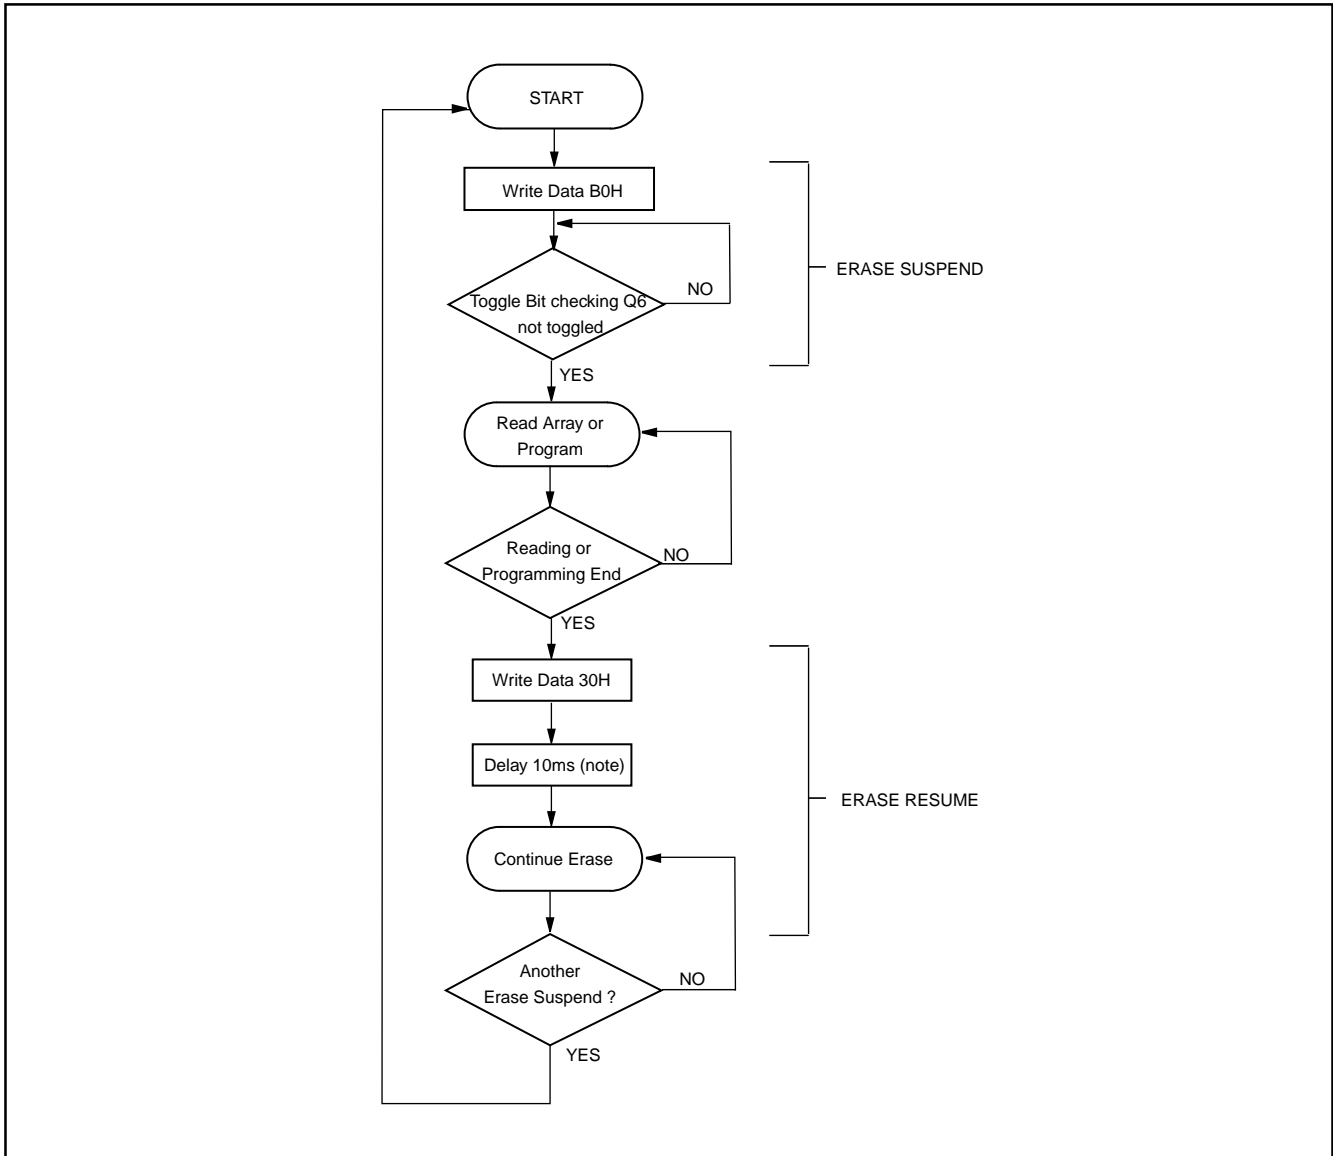 START
Write Data B0H
ERASE SUSPEND
NO
Toggle Bit checking Q6
not toggled
YES
Read Array or
Program
Reading or
Programming End
NO
YES
Write Data 30H
Delay 10ms (note)
ERASE RESUME
Continue Erase
Another
Erase Suspend ?
NO
YES